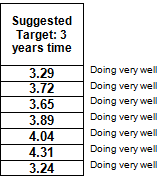 Suggested
Target: 3
years time
3.29 Doing very well
3.72 Doing very well
3.65 Doing very well
3.89 Doing very well
4.04 Doing very well
4.31 Doing very well
3.24 Doing very well